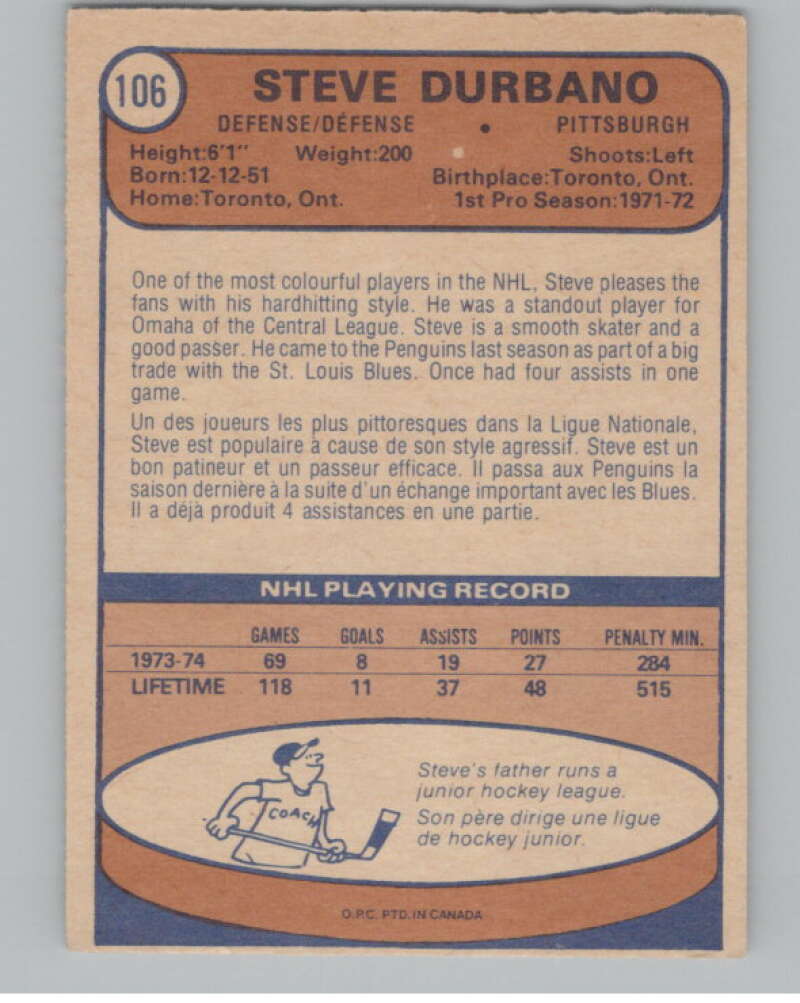 106
STEVE DURBANO
DEFENSE/DÉFENSE • PITTSBURGH
Height:6'1" Weight:200 Shoots:Left
Born:12-12-51 Birthplace:Toronto, Ont.
Home:Toronto, Ont. 1st Pro Season:1971-72
One of the most colourful players in the NHL, Steve pleases the
fans with his hardhitting style. He was a standout player for
Omaha of the Central League. Steve is a smooth skater and a
good passer. He came to the Penguins last season as part of a big
trade with the St. Louis Blues. Once had four assists in one
game.
Un des joueurs les plus pittoresques dans la Ligue Nationale,
Steve est populaire à cause de son style agressif. Steve est un
bon patineur et un passeur efficace. Il passa aux Penguins la
saison dernière à la suite d'un échange important avec les Blues.
Il a déjà produit 4 assistances en une partie.
NHL PLAYING RECORD
GAMES GOALS ASSISTS POINTS PENALTY MIN.
1973-74 69 8 19 27 284
LIFETIME 118 11 37 48 515
Steve's father runs a
junior hockey league.
COACH
Son père dirige une ligue
de hockey junior.
O.P.C. PTD. IN CANADA